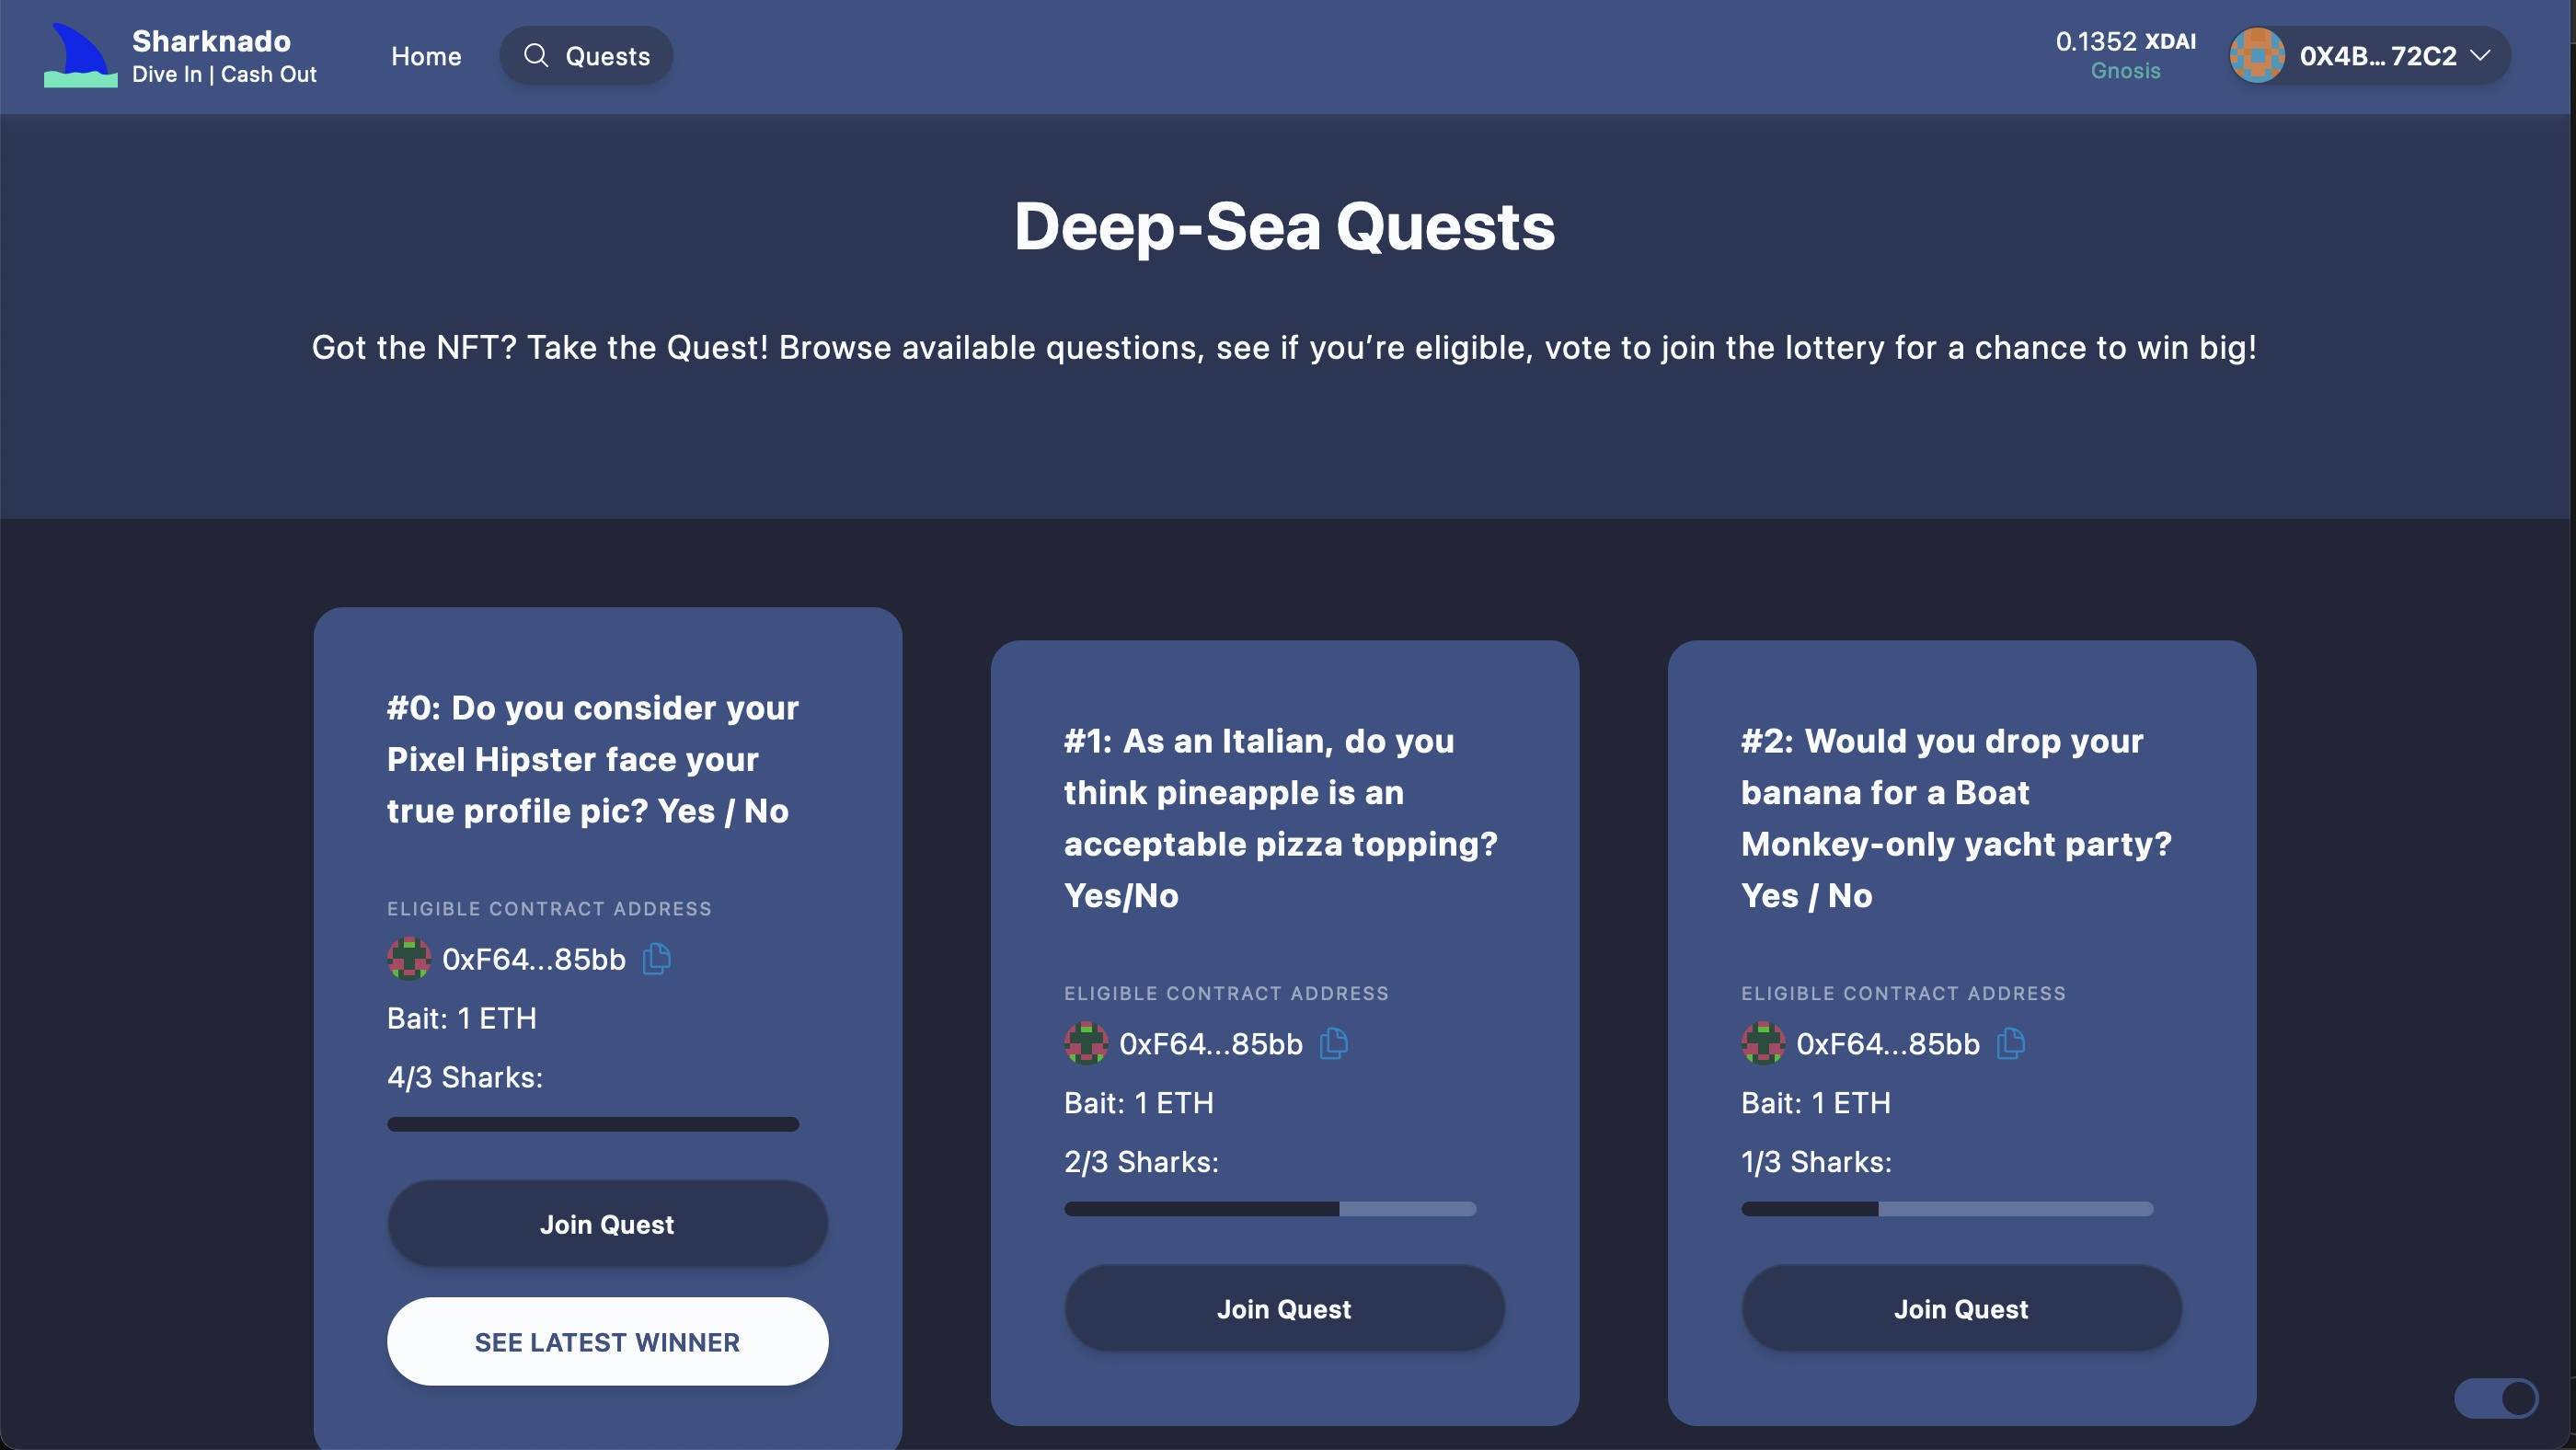 Sharknado
Dive In | Cash Out
Home
Quests
0.1352 XDAI
Gnosis
0X4B... 72C2
Deep-Sea Quests
Got the NFT? Take the Quest! Browse available questions, see if you’re eligible, vote to join the lottery for a chance to win big!
#0: Do you consider your
Pixel Hipster face your
true profile pic? Yes / No
ELIGIBLE CONTRACT ADDRESS
0xF64...85bb
Bait: 1 ETH
4/3 Sharks:
Join Quest
SEE LATEST WINNER
#1: As an Italian, do you
think pineapple is an
acceptable pizza topping?
Yes/No
ELIGIBLE CONTRACT ADDRESS
0xF64...85bb
Bait: 1 ETH
2/3 Sharks:
Join Quest
#2: Would you drop your
banana for a Boat
Monkey-only yacht party?
Yes / No
ELIGIBLE CONTRACT ADDRESS
0xF64...85bb
Bait: 1 ETH
1/3 Sharks:
Join Quest